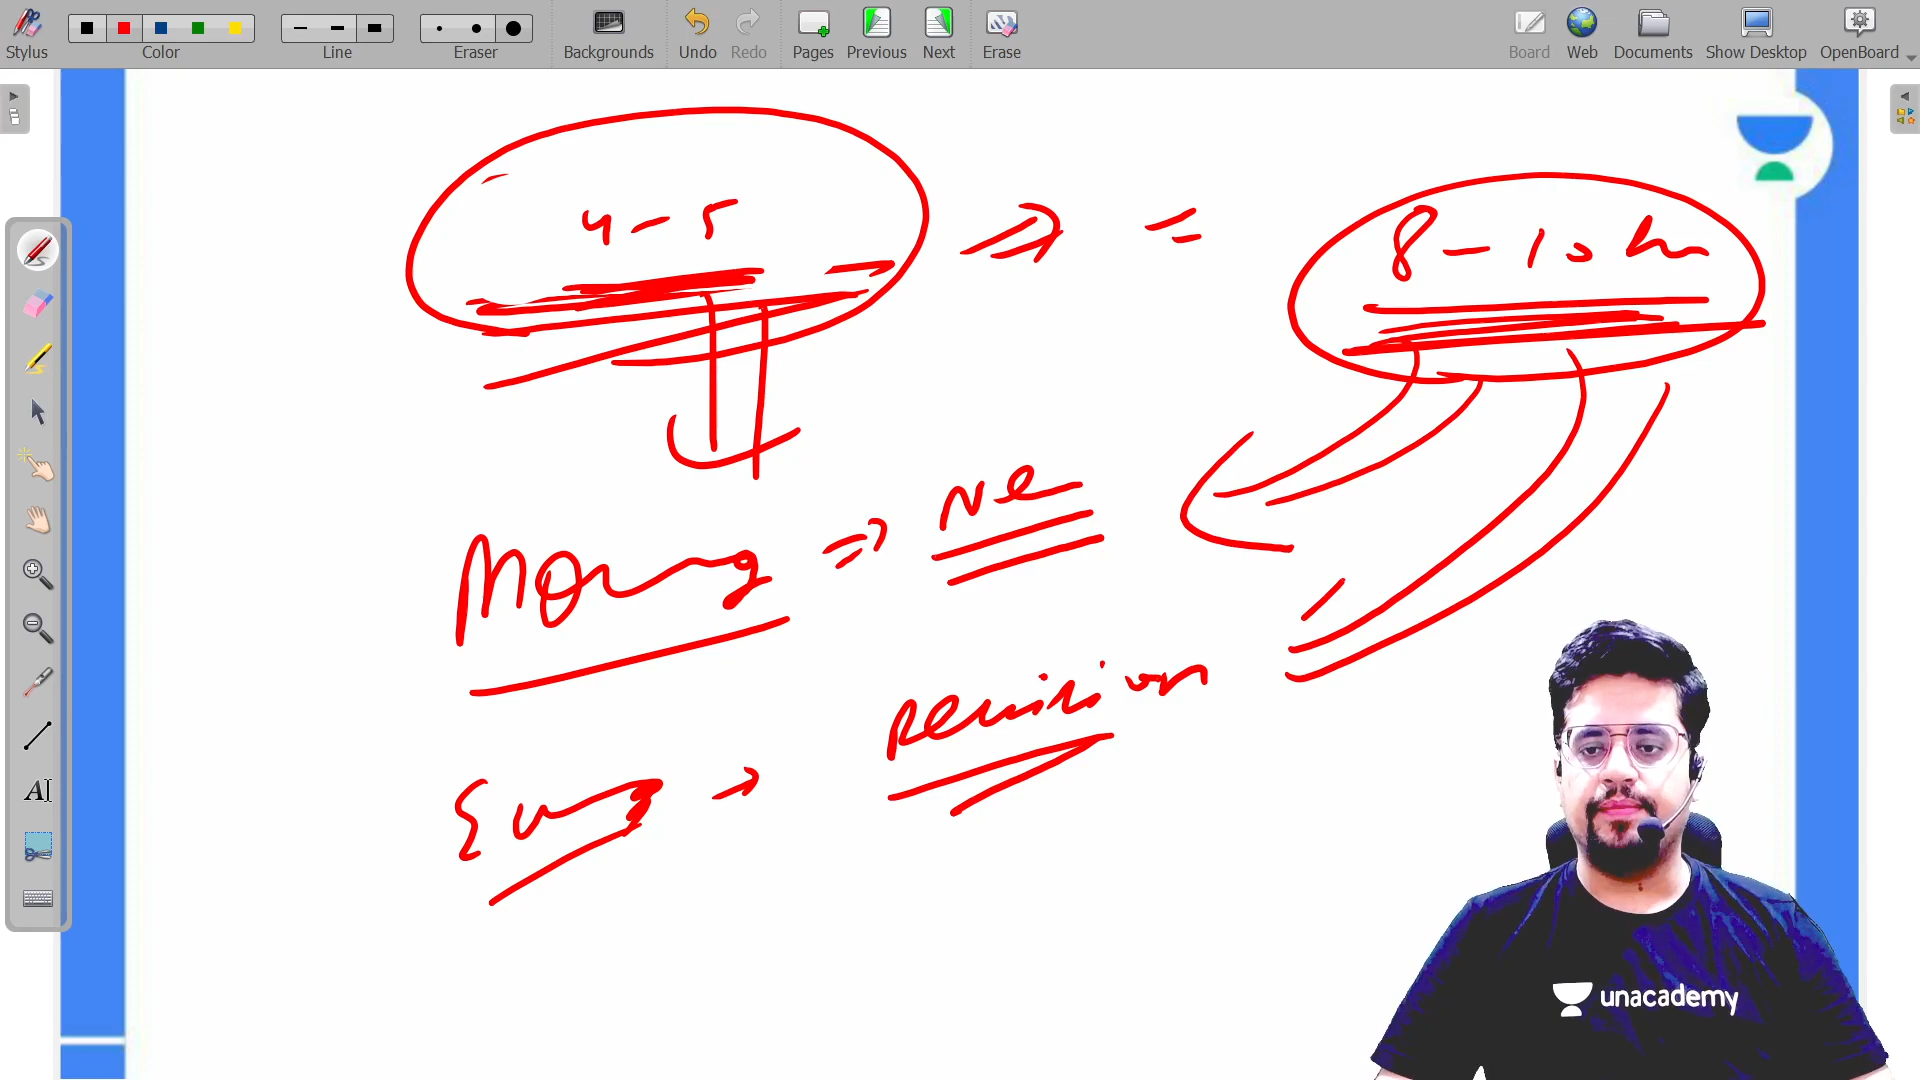 Stylus Color Line Eraser Backgrounds Undo Redo Pages Previous Next Erase Board Web Documents Show Desktop OpenBoard
4 - 5 ⇒ = 8 - 10 hr
Morning ⇒ Ne
Revision
AI
unacademy